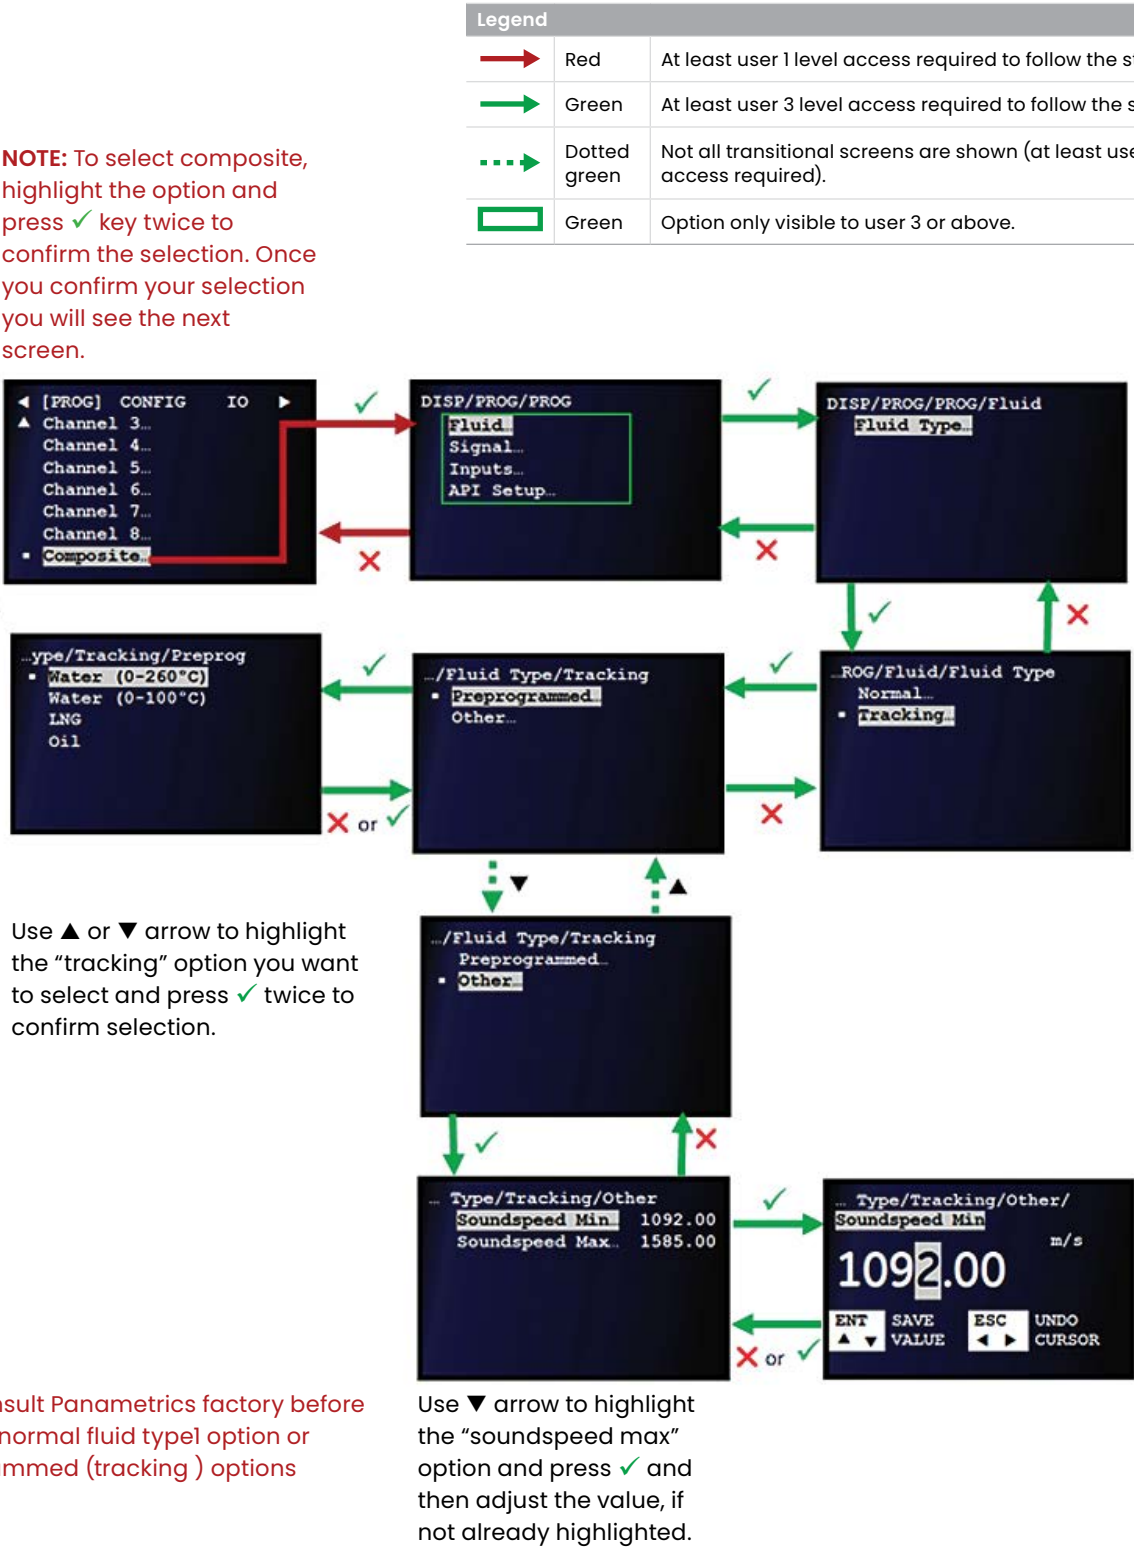 Legend
Red At least user 1 level access required to follow the
Green At least user 3 level access required to follow the
Dotted green Not all transitional screens are shown (at least access required).
Green Option only visible to user 3 or above.
NOTE: To select composite,
highlight the option and
press ✓ key twice to
confirm the selection. Once
you confirm your selection
you will see the next
screen.
◀ [PROG] CONFIG IO ▶
▲ Channel 3…
Channel 4…
Channel 5…
Channel 6…
Channel 7…
Channel 8…
▪ Composite…
✓
✕
DISP/PROG/PROG
Fluid…
Signal…
Inputs…
API Setup…
✓
✕
DISP/PROG/PROG/Fluid
Fluid Type…
✓ ✕
…ype/Tracking/Preprog
▪ Water (0-260°C)
Water (0-100°C)
LNG
Oil
✓
✕ or ✓
…/Fluid Type/Tracking
▪ Preprogrammed…
Other…
✓
✕
…ROG/Fluid/Fluid Type
Normal…
▪ Tracking…
▼ ▲
Use ▲ or ▼ arrow to highlight
the “tracking” option you want
to select and press ✓ twice to
confirm selection.
…/Fluid Type/Tracking
Preprogrammed…
▪ Other…
✓ ✕
… Type/Tracking/Other
Soundspeed Min… 1092.00
Soundspeed Max… 1585.00
✓
✕ or ✓
… Type/Tracking/Other/
Soundspeed Min
m/s
1092.00
ENT SAVE ESC UNDO
▲ ▼ VALUE ◀ ▶ CURSOR
Panametrics factory before
normal fluid type1 option or
(tracking ) options
Use ▼ arrow to highlight
the “soundspeed max”
option and press ✓ and
then adjust the value, if
not already highlighted.